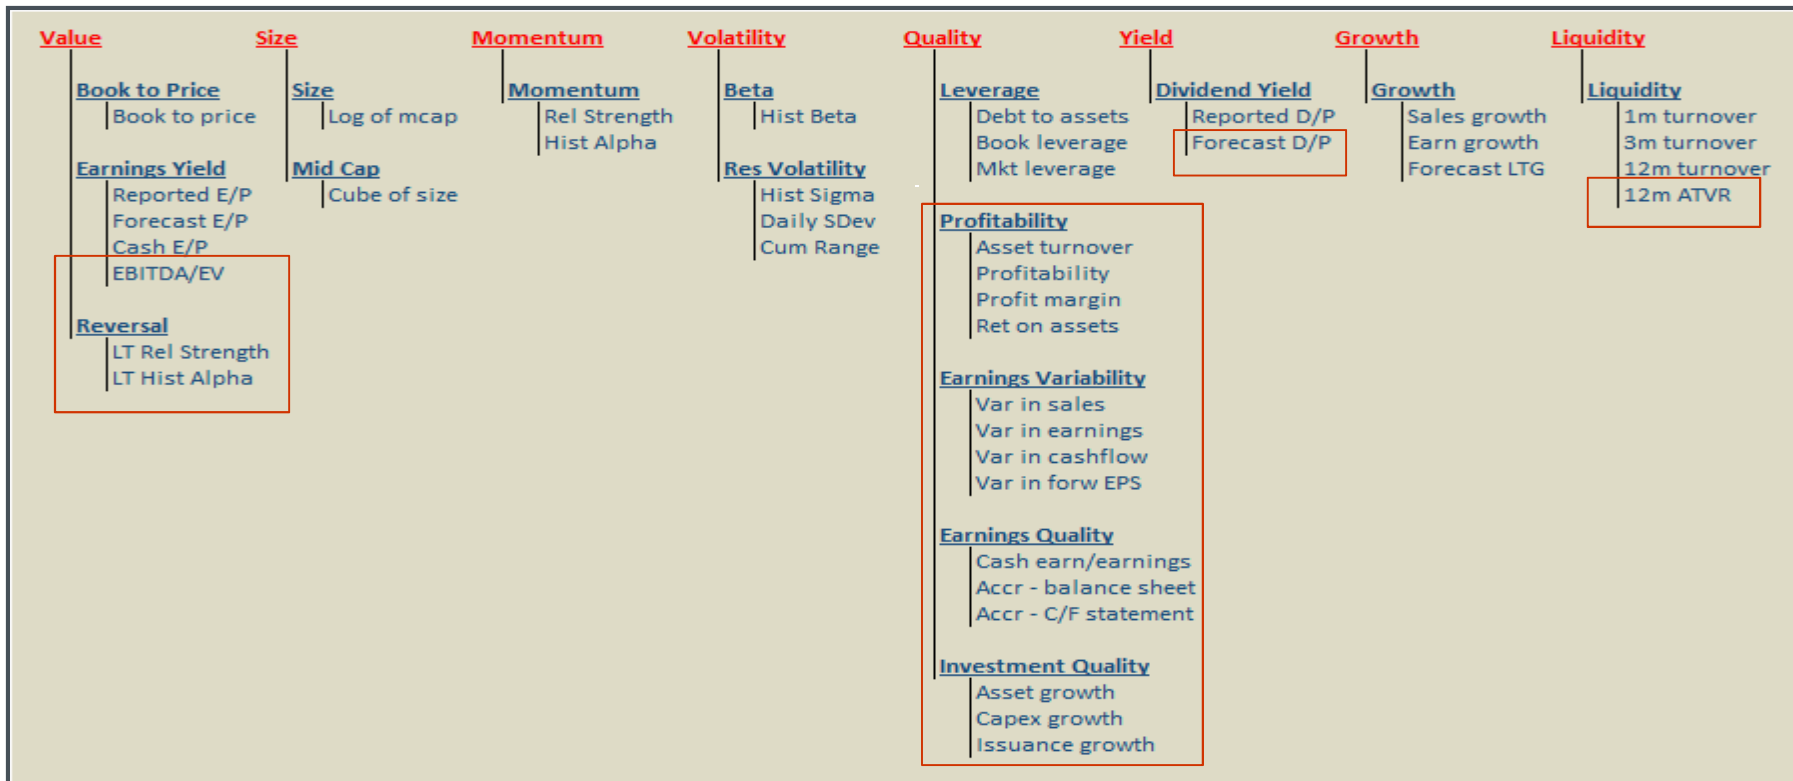 Value
Book to Price
Book to price
Earnings Yield
Reported E/P
Forecast E/P
Cash E/P
EBITDA/EV
Reversal
LT Rel Strength
LT Hist Alpha
Size
Size
Log of mcap
Mid Cap
Cube of size
Momentum
Momentum
Rel Strength
Hist Alpha
Volatility
Beta
Hist Beta
Res Volatility
Hist Sigma
Daily SDev
Cum Range
Quality
Leverage
Debt to assets
Book leverage
Mkt leverage
Profitability
Asset turnover
Profitability
Profit margin
Ret on assets
Earnings Variability
Var in sales
Var in earnings
Var in cashflow
Var in forw EPS
Earnings Quality
Cash earn/earnings
Accr - balance sheet
Accr - C/F statement
Investment Quality
Asset growth
Capex growth
Issuance growth
Yield
Dividend Yield
Reported D/P
Forecast D/P
Growth
Growth
Sales growth
Earn growth
Forecast LTG
Liquidity
Liquidity
1m turnover
3m turnover
12m turnover
12m ATVR